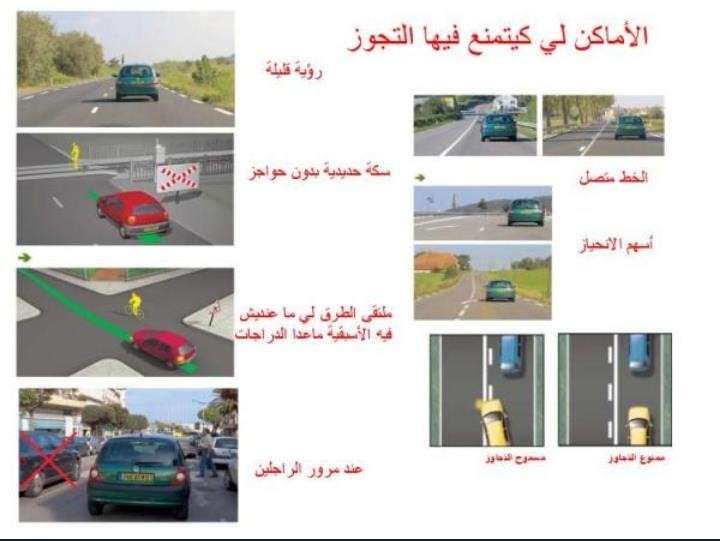 الأماكن لي كيتمنع فيها التجوز
رؤية قليلة
سكة حديدية بدون حواجز
الخط متصل
أسهم الانحياز
ملتقى الطرق لي ما عنديش
فيه الأسبقية ماعدا الدراجات
عند مرور الراجلين
ممنوع التجاوز
مسموح التجاوز